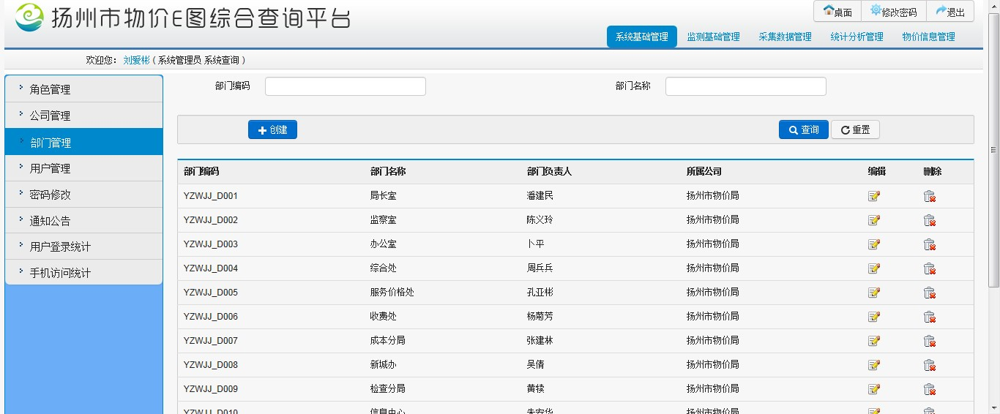 扬州市物价E图综合查询平台
桌面 修改密码 退出
系统基础管理 监测基础管理 采集数据管理 统计分析管理 物价信息管理
欢迎您： 刘爱彬 ( 系统管理员 系统查询 )
角色管理
公司管理
部门管理
用户管理
密码修改
通知公告
用户登录统计
手机访问统计
部门编码 部门名称
创建 查询 重置
部门编码 部门名称 部门负责人 所属公司 编辑 删除
YZWJJ_D001 局长室 潘建民 扬州市物价局
YZWJJ_D002 监察室 陈义玲 扬州市物价局
YZWJJ_D003 办公室 卜平 扬州市物价局
YZWJJ_D004 综合处 周兵兵 扬州市物价局
YZWJJ_D005 服务价格处 孔亚彬 扬州市物价局
YZWJJ_D006 收费处 杨菊芳 扬州市物价局
YZWJJ_D007 成本分局 张建林 扬州市物价局
YZWJJ_D008 新城办 吴倩 扬州市物价局
YZWJJ_D009 检查分局 黄犊 扬州市物价局
YZWJJ_D010 信息中心 朱安华 扬州市物价局